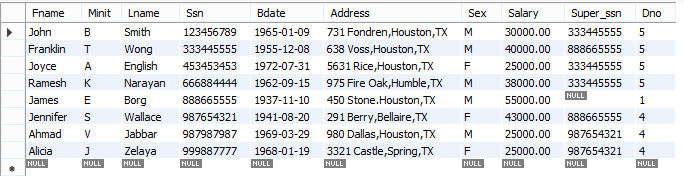 Fname Minit Lname Ssn Bdate Address Sex Salary Super_ssn Dno
John B Smith 123456789 1965-01-09 731 Fondren,Houston,TX M 30000.00 333445555 5
Franklin T Wong 333445555 1955-12-08 638 Voss,Houston,TX M 40000.00 888665555 5
Joyce A English 453453453 1972-07-31 5631 Rice,Houston,TX F 25000.00 333445555 5
Ramesh K Narayan 666884444 1962-09-15 975 Fire Oak,Humble,TX M 38000.00 333445555 5
James E Borg 888665555 1937-11-10 450 Stone.Houston,TX M 55000.00 NULL 1
Jennifer S Wallace 987654321 1941-08-20 291 Berry,Bellaire,TX F 43000.00 888665555 4
Ahmad V Jabbar 987987987 1969-03-29 980 Dallas,Houston,TX M 25000.00 987654321 4
Alicia J Zelaya 999887777 1968-01-19 3321 Castle,Spring,TX F 25000.00 987654321 4
NULL NULL NULL NULL NULL NULL NULL NULL NULL NULL